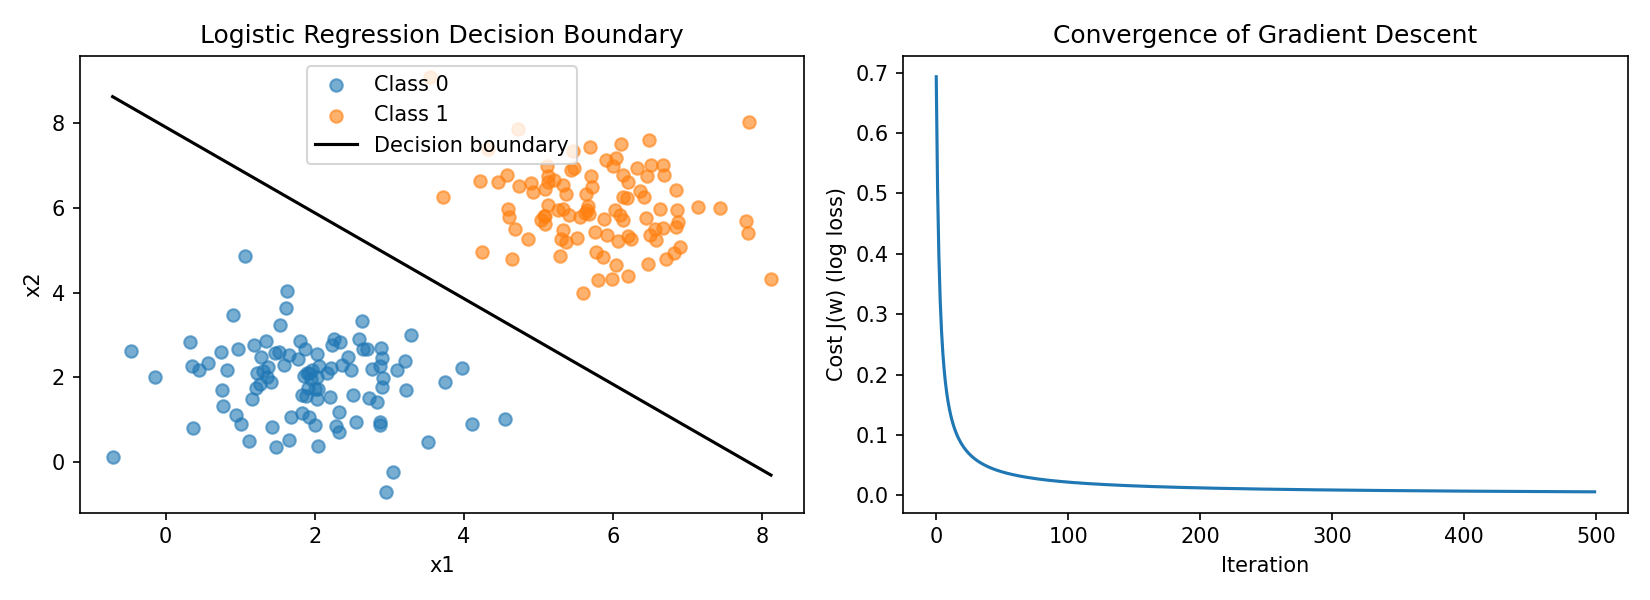 Logistic Regression Decision Boundary
Class 0
Class 1
Decision boundary
8
6
4
2
0
x2
0 2 4 6 8
x1
Convergence of Gradient Descent
0.7
0.6
0.5
0.4
0.3
0.2
0.1
0.0
Cost J(w) (log loss)
0 100 200 300 400 500
Iteration